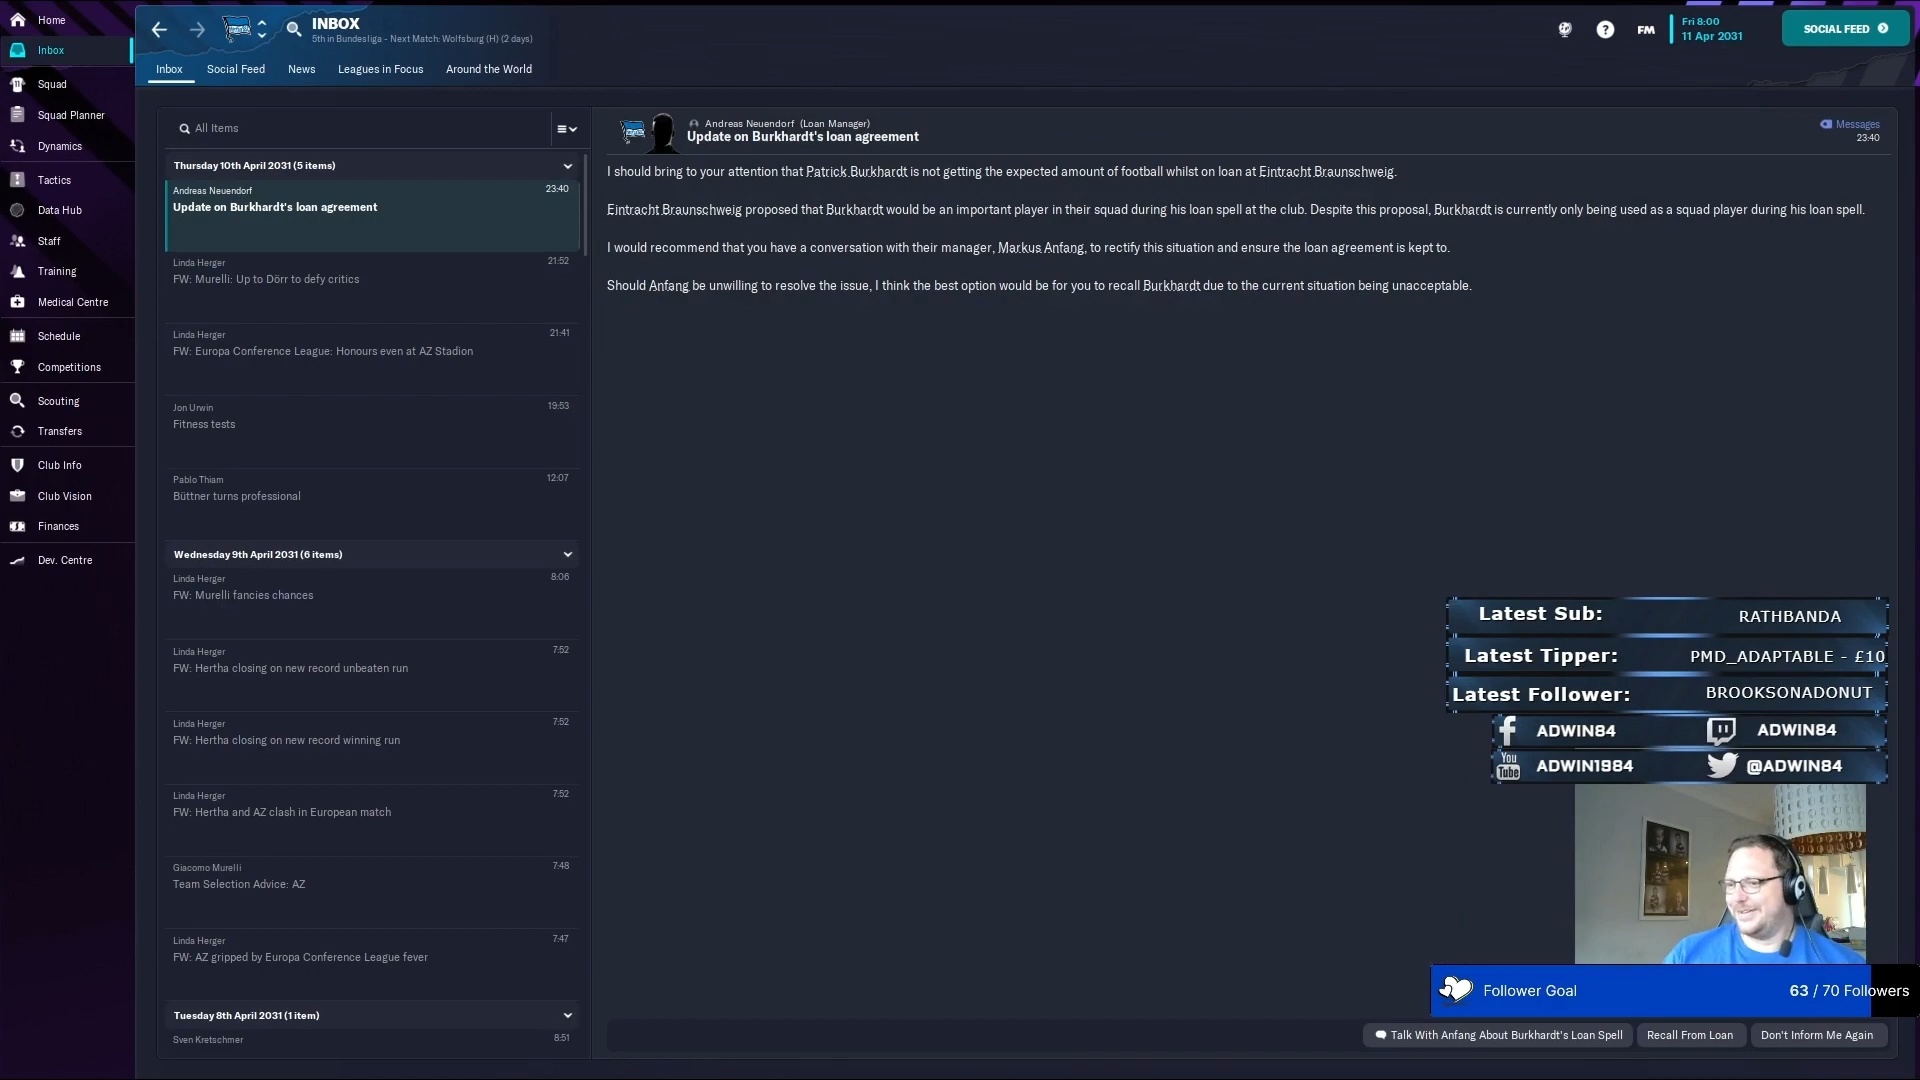 Home
Inbox
Squad
Squad Planner
Dynamics
Tactics
Data Hub
Staff
Training
Medical Centre
Schedule
Competitions
Scouting
Transfers
Club Info
Club Vision
Finances
Dev. Centre
INBOX
5th in Bundesliga - Next Match: Wolfsburg (H) (2 days)
FM
Fri 8:00
11 Apr 2031
SOCIAL FEED
Inbox Social Feed News Leagues in Focus Around the World
All Items
Thursday 10th April 2031 (5 items)
Andreas Neuendorf 23:40
Update on Burkhardt's loan agreement
Linda Herger 21:52
FW: Murelli: Up to Dörr to defy critics
Linda Herger 21:41
FW: Europa Conference League: Honours even at AZ Stadion
Jon Urwin 19:53
Fitness tests
Pablo Thiam 12:07
Büttner turns professional
Wednesday 9th April 2031 (6 items)
Linda Herger 8:06
FW: Murelli fancies chances
Linda Herger 7:52
FW: Hertha closing on new record unbeaten run
Linda Herger 7:52
FW: Hertha closing on new record winning run
Linda Herger 7:52
FW: Hertha and AZ clash in European match
Giacomo Murelli 7:48
Team Selection Advice: AZ
Linda Herger 7:47
FW: AZ gripped by Europa Conference League fever
Tuesday 8th April 2031 (1 item)
Sven Kretschmer 8:51
Andreas Neuendorf (Loan Manager)
Update on Burkhardt's loan agreement
Messages
23:40
I should bring to your attention that Patrick Burkhardt is not getting the expected amount of football whilst on loan at Eintracht Braunschweig.
Eintracht Braunschweig proposed that Burkhardt would be an important player in their squad during his loan spell at the club. Despite this proposal, Burkhardt is currently only being used as a squad player during his loan spell.
I would recommend that you have a conversation with their manager, Markus Anfang, to rectify this situation and ensure the loan agreement is kept to.
Should Anfang be unwilling to resolve the issue, I think the best option would be for you to recall Burkhardt due to the current situation being unacceptable.
Latest Sub: RATHBANDA
Latest Tipper: PMD_ADAPTABLE - £10
Latest Follower: BROOKSONADONUT
ADWIN84 ADWIN84
You Tube ADWIN1984 @ADWIN84
Follower Goal 63 / 70 Followers
Talk With Anfang About Burkhardt's Loan Spell Recall From Loan Don't Inform Me Again